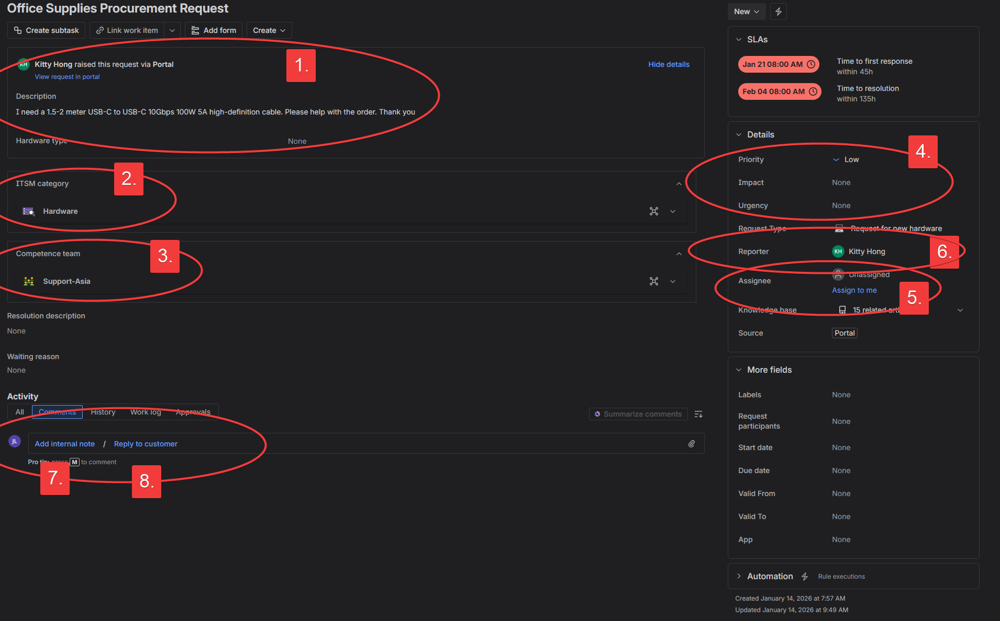 Office Supplies Procurement Request
Create subtask
Link work item
Add form
Create
1.
KH
Kitty Hong raised this request via Portal
Hide details
View request in portal
Description
I need a 1.5-2 meter USB-C to USB-C 10Gbps 100W 5A high-definition cable. Please help with the order. Thank you
Hardware type
None
2.
ITSM category
Hardware
3.
Competence team
Support-Asia
Resolution description
None
Waiting reason
None
Activity
All
Comments
History
Work log
Approvals
Summarize comments
JL
Add internal note / Reply to customer
Pro tip: press M to comment
7.
8.
New
SLAs
Jan 21 08:00 AM
Time to first response
within 45h
Feb 04 08:00 AM
Time to resolution
within 135h
Details
4.
Priority
Low
Impact
None
Urgency
None
Request Type
Request for new hardware
6.
Reporter
KH
Kitty Hong
Assignee
Unassigned
Assign to me
5.
Knowledge base
15 related
Source
Portal
More fields
Labels
None
Request
participants
None
Start date
None
Due date
None
Valid From
None
Valid To
None
App
None
Automation
Rule executions
Created January 14, 2026 at 7:57 AM
Updated January 14, 2026 at 9:49 AM